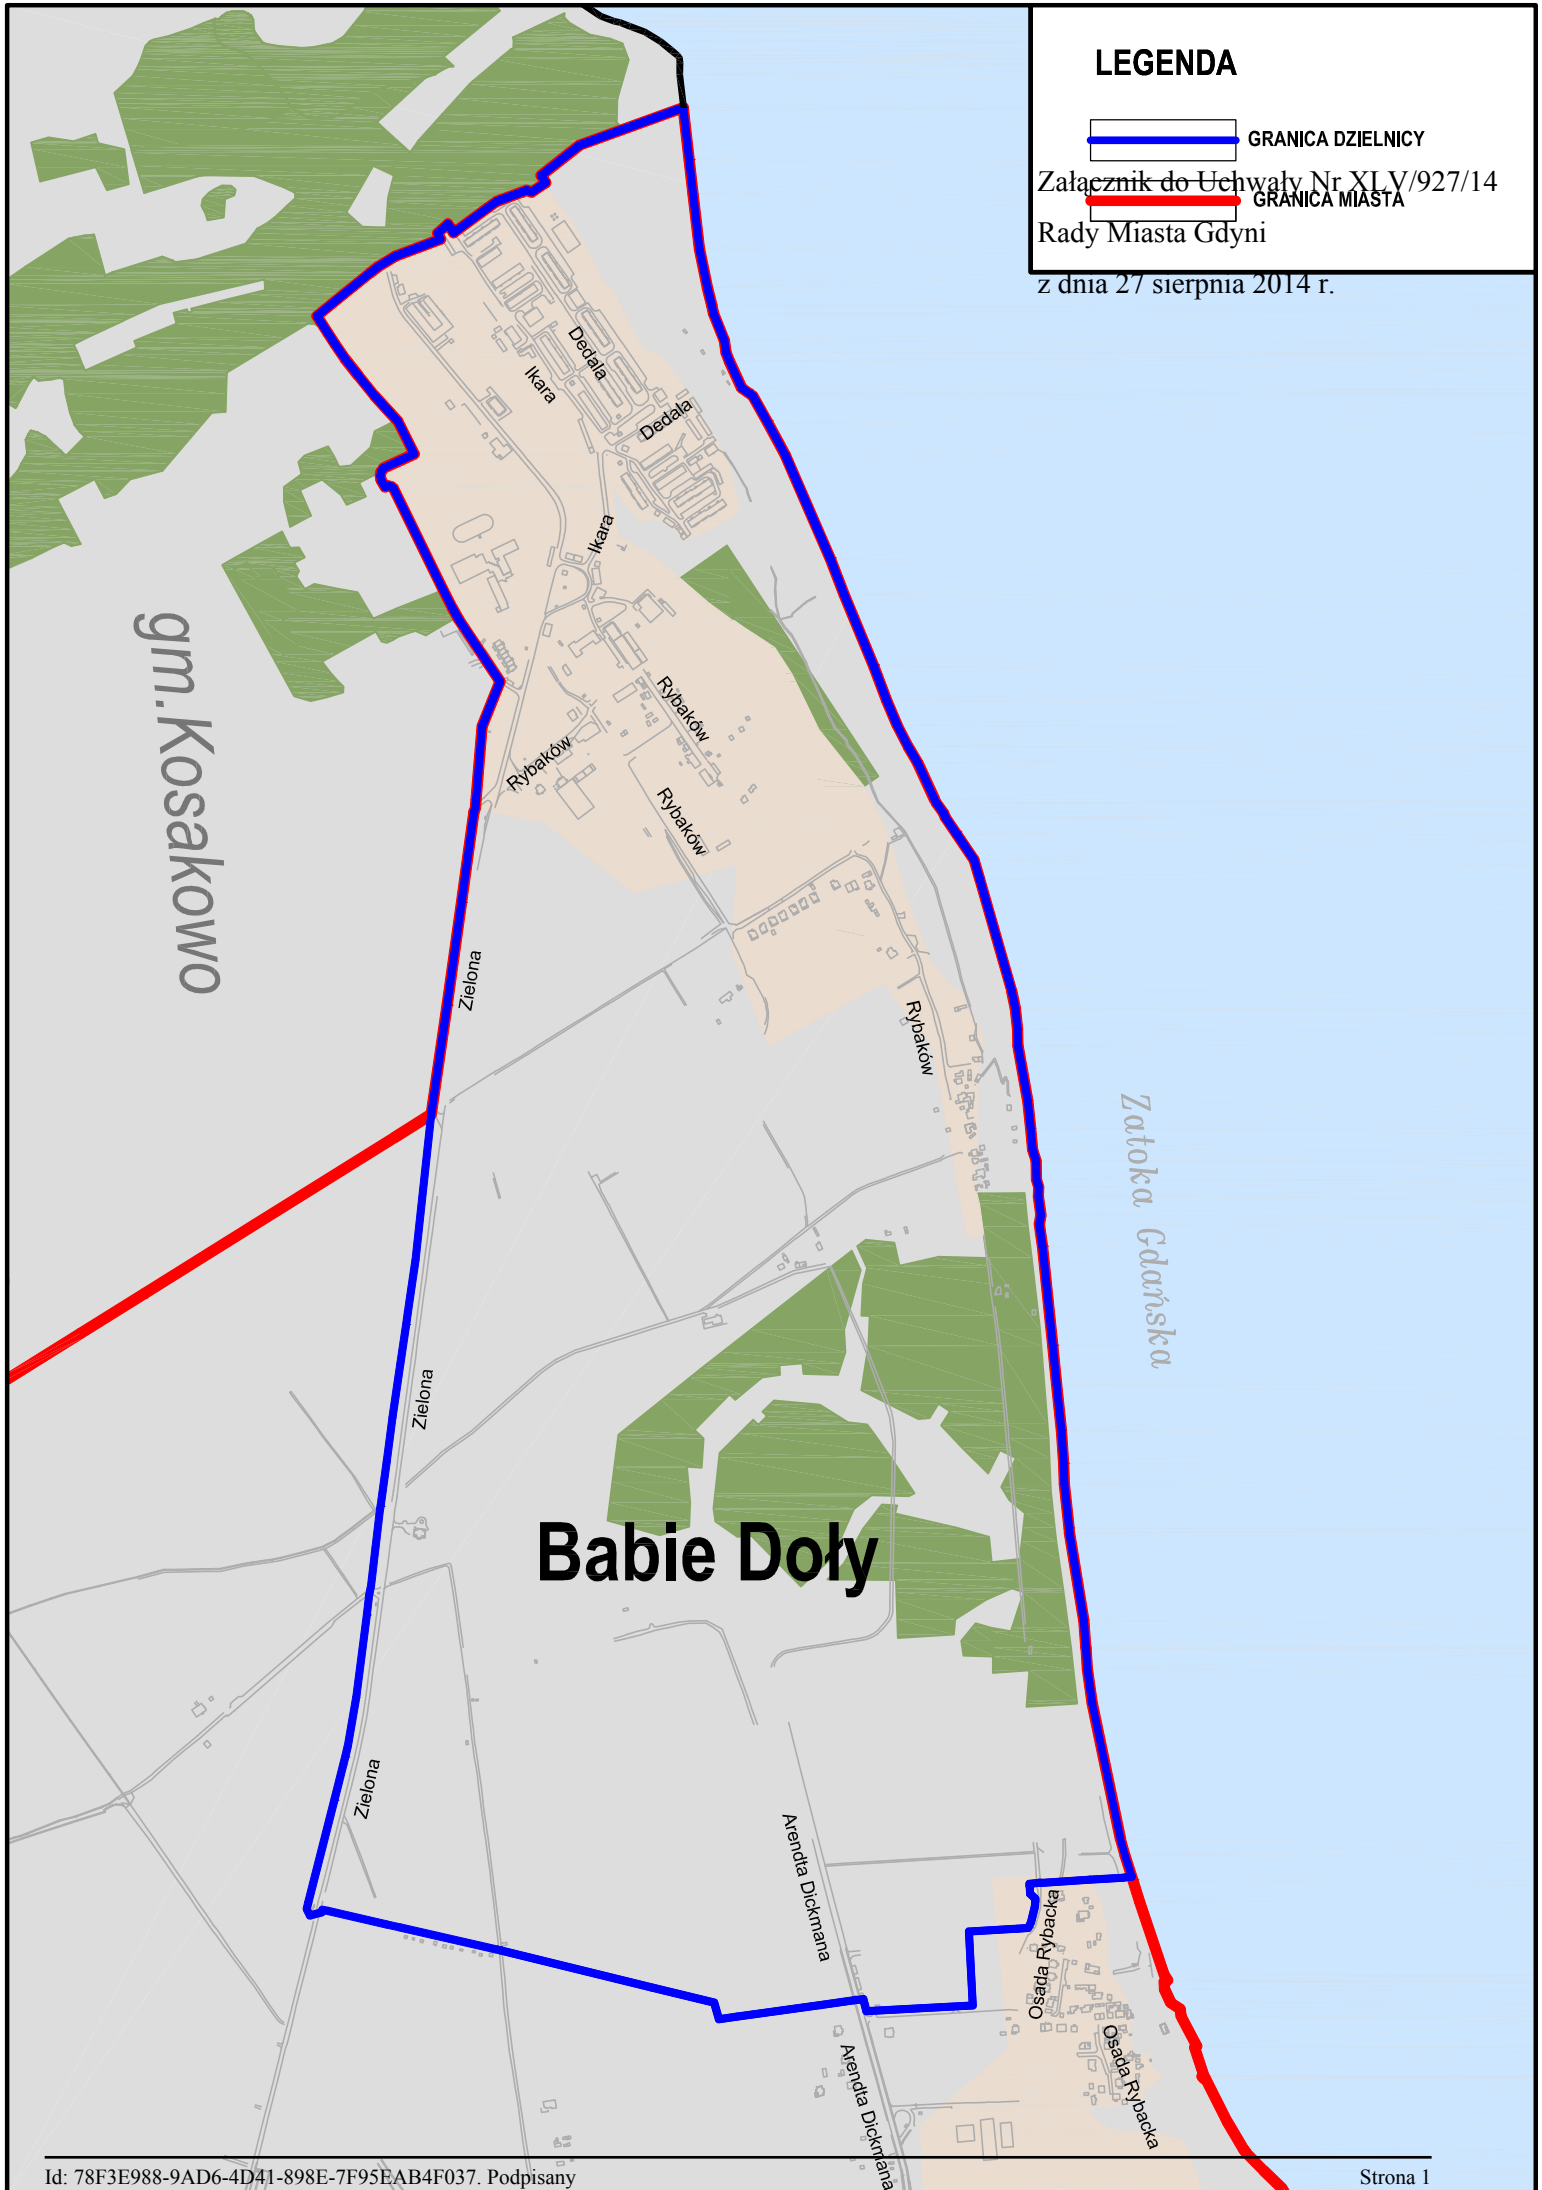 LEGENDA
GRANICA DZIELNICY
Załącznik do Uchwały Nr XLV/927/14
GRANICA MIASTA
Rady Miasta Gdyni
z dnia 27 sierpnia 2014 r.
Dedala
Ikara
Dedala
Ikara
gm.Kosakowo
Rybaków
Rybaków
Rybaków
Zielona
Rybaków
Zatoka Gdańska
Zielona
Babie Doły
Zielona
Arendta Dickmana
Osada Rybacka
Osada Rybacka
Arendta Dickmana
Id: 78F3E988-9AD6-4D41-898E-7F95EAB4F037. Podpisany
Strona 1